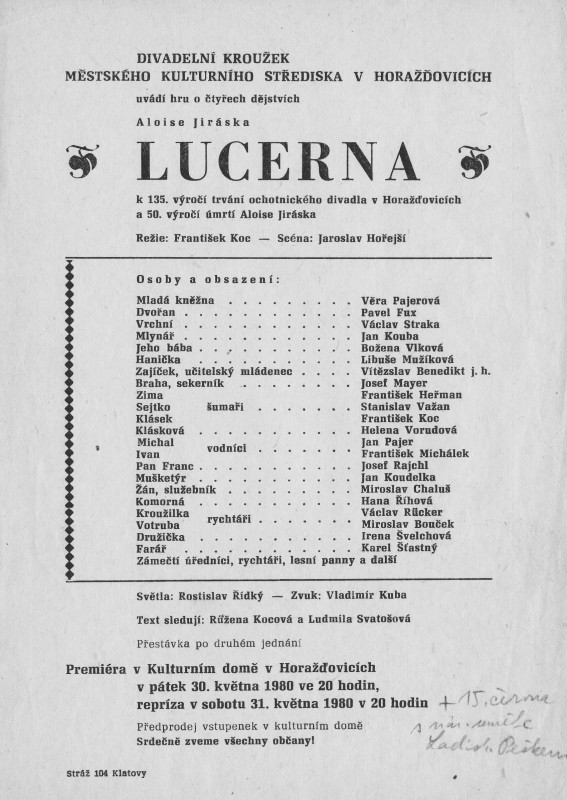 DIVADELNÍ KROUŽEK
MĚSTSKÉHO KULTURNÍHO STŘEDISKA V HORAŽĎOVICÍCH
uvádí hru o čtyřech dějstvích
Aloise Jiráska
LUCERNA
k 135. výročí trvání ochotnického divadla v Horažďovicích
a 50. výročí úmrtí Aloise Jiráska
Režie: František Koc — Scéna: Jaroslav Hořejší
Osoby a obsazení:
Mladá kněžna . . . . . . . . . . . Věra Pajerová
Dvořan . . . . . . . . . . . . . Pavel Fux
Vrchní . . . . . . . . . . . . . Václav Straka
Mlynář . . . . . . . . . . . . . Jan Kouba
Jeho bába . . . . . . . . . . . Božena Vlková
Hanička . . . . . . . . . . . . Libuše Mužíková
Zajíček, učitelský mládenec . . . . Vítězslav Benedikt j. h.
Braha, sekerník . . . . . . . . . . Josef Mayer
Zima František Heřman
Sejtko šumaři . . . . . . . Stanislav Važan
Klásek František Koc
Klásková . . . . . . . . . . . . Helena Vorudová
Michal Jan Pajer
vodníci . . . . . . .
Ivan František Michálek
Pan Franc . . . . . . . . . . . . Josef Rajchl
Mušketýr . . . . . . . . . . . . Jan Koudelka
Žán, služebník . . . . . . . . . . Miroslav Chaluš
Komorná . . . . . . . . . . . . Hana Říhová
Kroužilka Václav Rücker
rychtáři . . . . . . .
Votruba Miroslav Bouček
Družička . . . . . . . . . . . . Irena Švelchová
Farář . . . . . . . . . . . . . Karel Šťastný
Zámečtí úředníci, rychtáři, lesní panny a další
Světla: Rostislav Řídký — Zvuk: Vladimír Kuba
Text sledují: Růžena Kocová a Ludmila Svatošová
Přestávka po druhém jednání
Premiéra v Kulturním domě v Horažďovicích
v pátek 30. května 1980 ve 20 hodin,
repríza v sobotu 31. května 1980 v 20 hodin + 15. června
s nár. umělc
Ladisl. Peškem
Předprodej vstupenek v kulturním domě
Srdečně zveme všechny občany!
Stráž 104 Klatovy